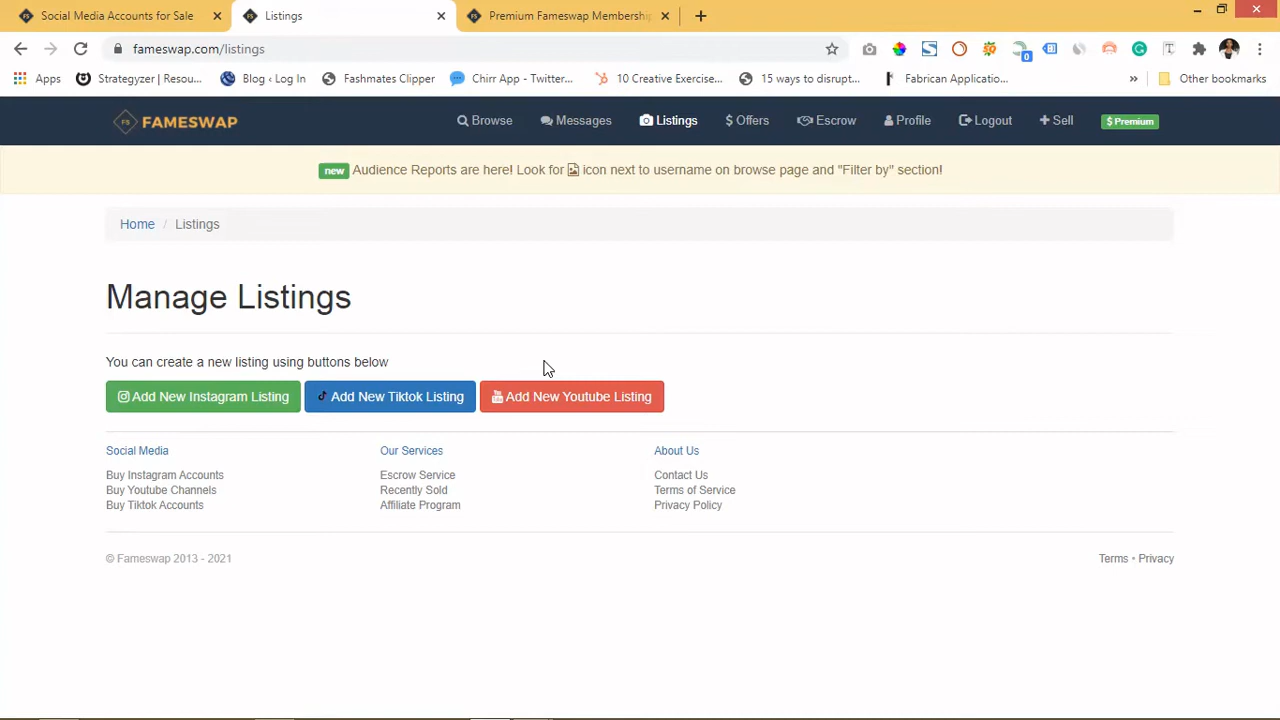 Social Media Accounts for Sale
Listings
Premium Fameswap Membership
fameswap.com/listings
0
Apps
Strategyzer | Resou...
Blog ‹ Log In
Fashmates Clipper
Chirr App - Twitter...
10 Creative Exercise...
15 ways to disrupt...
Fabrican Applicatio...
»
Other bookmarks
FS FAMESWAP
Browse
Messages
Listings
$ Offers
Escrow
Profile
Logout
+ Sell
$ Premium
new Audience Reports are here! Look for icon next to username on browse page and "Filter by" section!
Home / Listings
Manage Listings
You can create a new listing using buttons below
Add New Instagram Listing
Add New Tiktok Listing
Add New Youtube Listing
Social Media
Buy Instagram Accounts
Buy Youtube Channels
Buy Tiktok Accounts
Our Services
Escrow Service
Recently Sold
Affiliate Program
About Us
Contact Us
Terms of Service
Privacy Policy
© Fameswap 2013 - 2021
Terms • Privacy